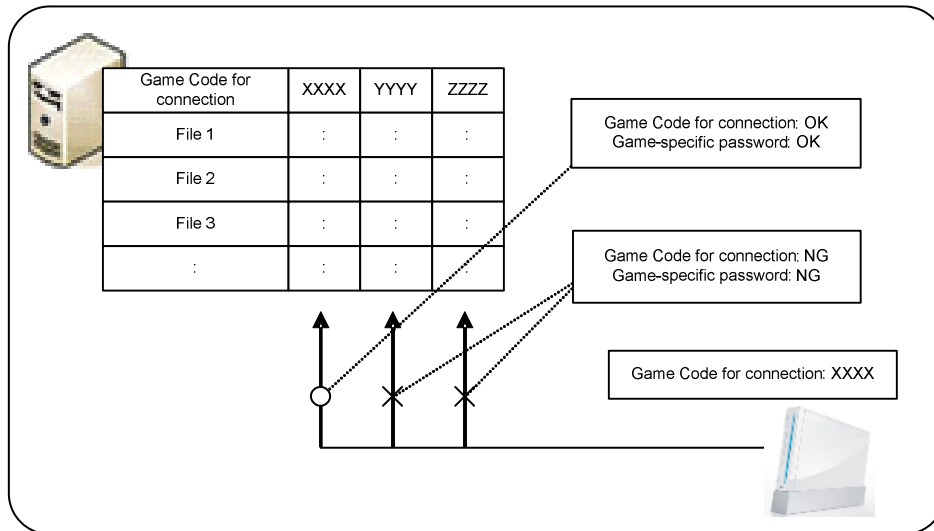 Game Code for
connection
XXXX
YYYY
ZZZZ
File 1
:
:
:
File 2
:
:
:
File 3
:
:
:
:
:
:
:
Game Code for connection: OK
Game-specific password: OK
Game Code for connection: NG
Game-specific password: NG
Game Code for connection: XXXX